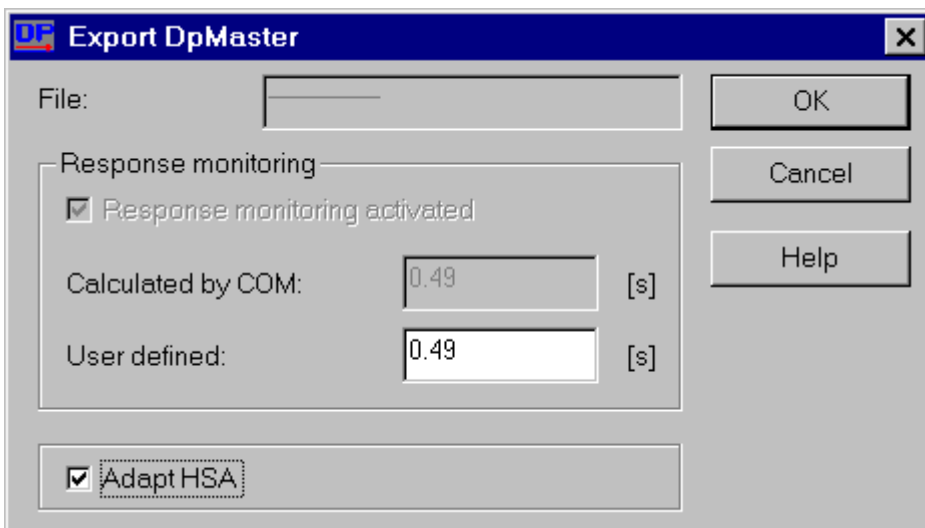 DP Export DpMaster
File:
OK
Response monitoring
Cancel
Response monitoring activated
Help
Calculated by COM: 0.49 [s]
User defined: 0.49 [s]
Adapt HSA